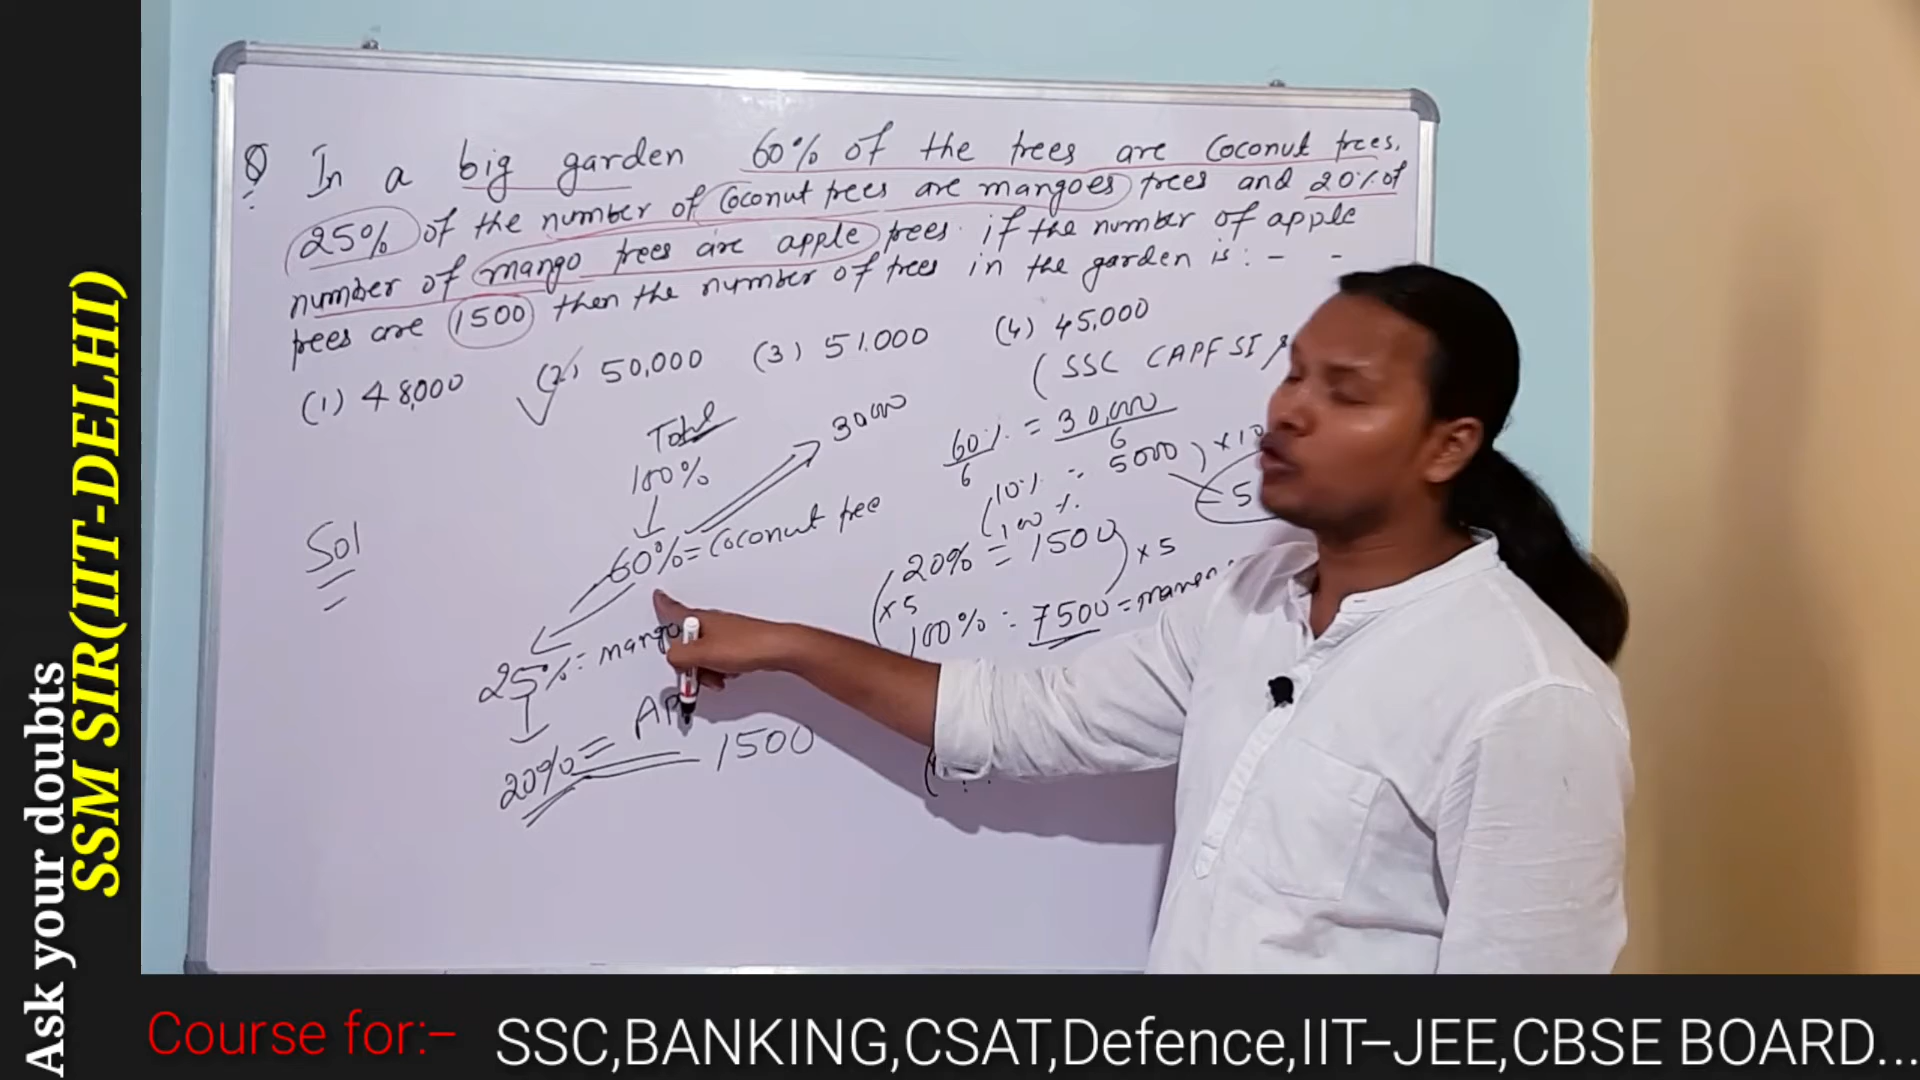 Q In a big garden 60% of the trees are Coconut trees.
25% of the number of Coconut trees are mangoes trees and 20% of
number of mango trees are apple trees. if the number of apple
trees are 1500 then the number of trees in the garden is :-
(1) 48,000 (2) 50,000 (3) 51.000 (4) 45,000
(SSC CAPF SI
Sol
Total
100%
60% = Coconut tree
30000
25% = mango
20% = AP
1500
60% = 30,000
6 6
10% = 5000 ) × 10
100%
5
20% = 1500 ) × 5
× 5
100% = 7500 =
Ask your doubts
SSM SIR(IIT-DELHI)
Course for:– SSC,BANKING,CSAT,Defence,IIT–JEE,CBSE BOARD...